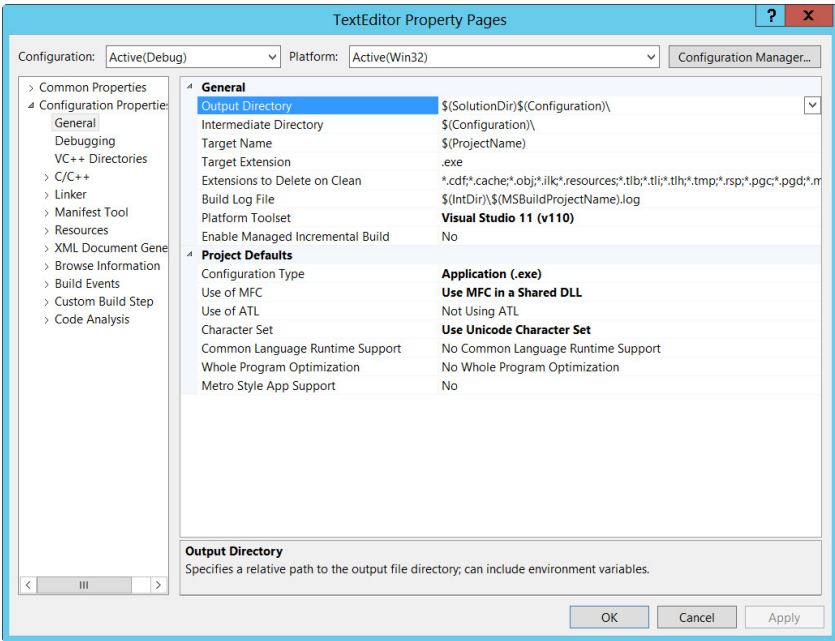 TextEditor Property Pages
? x
Configuration: Active(Debug) Platform: Active(Win32) Configuration Manager...
Common Properties
Configuration Propertie
General
Debugging
VC++ Directories
C/C++
Linker
Manifest Tool
Resources
XML Document Gene
Browse Information
Build Events
Custom Build Step
Code Analysis
General
Output Directory $(SolutionDir)$(Configuration)\
Intermediate Directory $(Configuration)\
Target Name $(ProjectName)
Target Extension .exe
Extensions to Delete on Clean *.cdf;*.cache;*.obj;*.ilk;*.resources;*.tlb;*.tli;*.tlh;*.tmp;*.rsp;*.pgc;*.pgd;*.m
Build Log File $(IntDir)\$(MSBuildProjectName).log
Platform Toolset Visual Studio 11 (v110)
Enable Managed Incremental Build No
Project Defaults
Configuration Type Application (.exe)
Use of MFC Use MFC in a Shared DLL
Use of ATL Not Using ATL
Character Set Use Unicode Character Set
Common Language Runtime Support No Common Language Runtime Support
Whole Program Optimization No Whole Program Optimization
Metro Style App Support No
Output Directory
Specifies a relative path to the output file directory; can include environment variables.
OK Cancel Apply